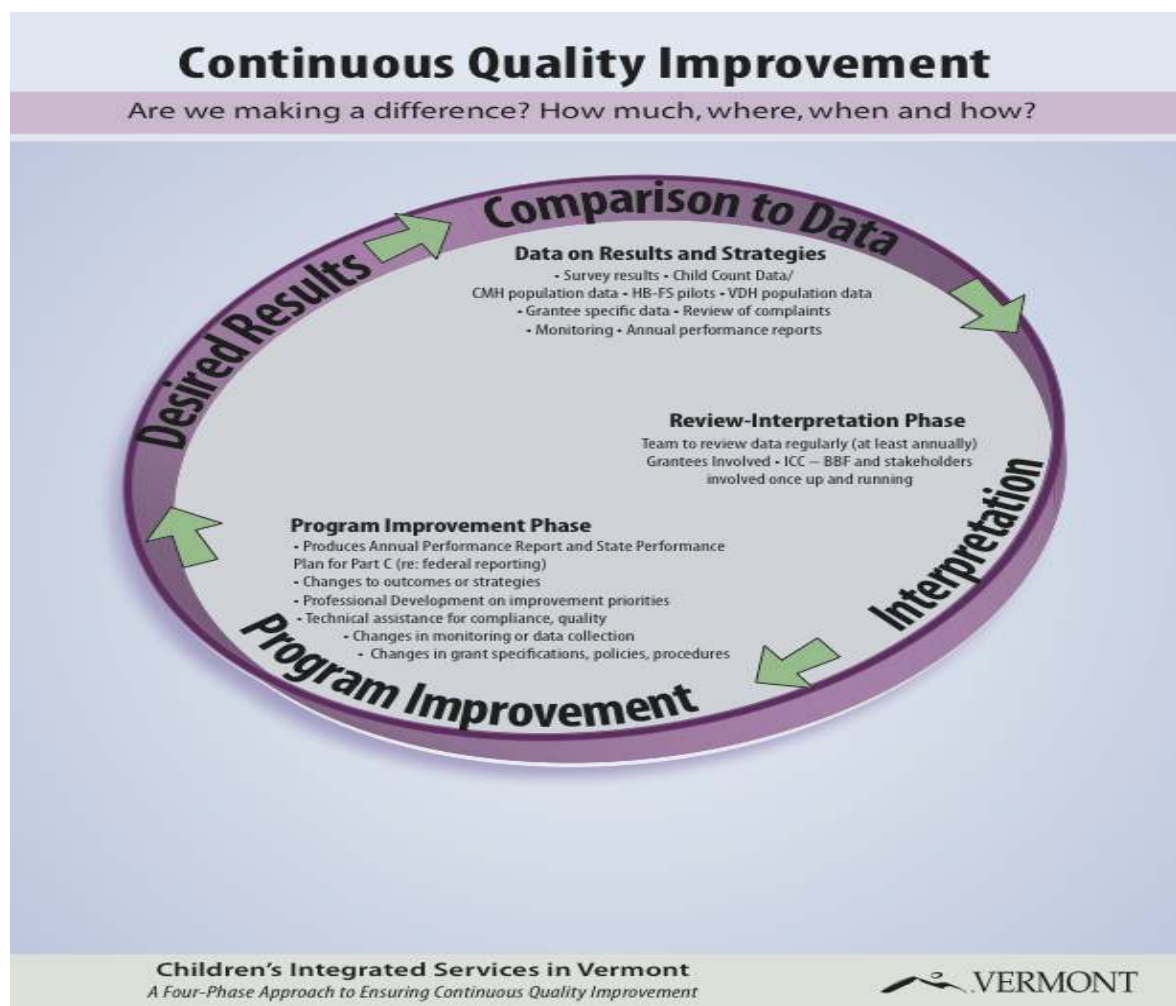 Continuous Quality Improvement
Are we making a difference? How much, where, when and how?
Desired Results
Comparison to Data
Data on Results and Strategies
• Survey results • Child Count Data/
CMH population data • HB-FS pilots • VDH population data
• Grantee specific data • Review of complaints
• Monitoring • Annual performance reports
Review-Interpretation Phase
Team to review data regularly (at least annually)
Grantees Involved • ICC – BBF and stakeholders
involved once up and running
Interpretation
Program Improvement Phase
• Produces Annual Performance Report and State Performance
Plan for Part C (re: federal reporting)
• Changes to outcomes or strategies
• Professional Development on improvement priorities
• Technical assistance for compliance, quality
• Changes in monitoring or data collection
• Changes in grant specifications, policies, procedures
Program Improvement
Children's Integrated Services in Vermont
A Four-Phase Approach to Ensuring Continuous Quality Improvement
VERMONT